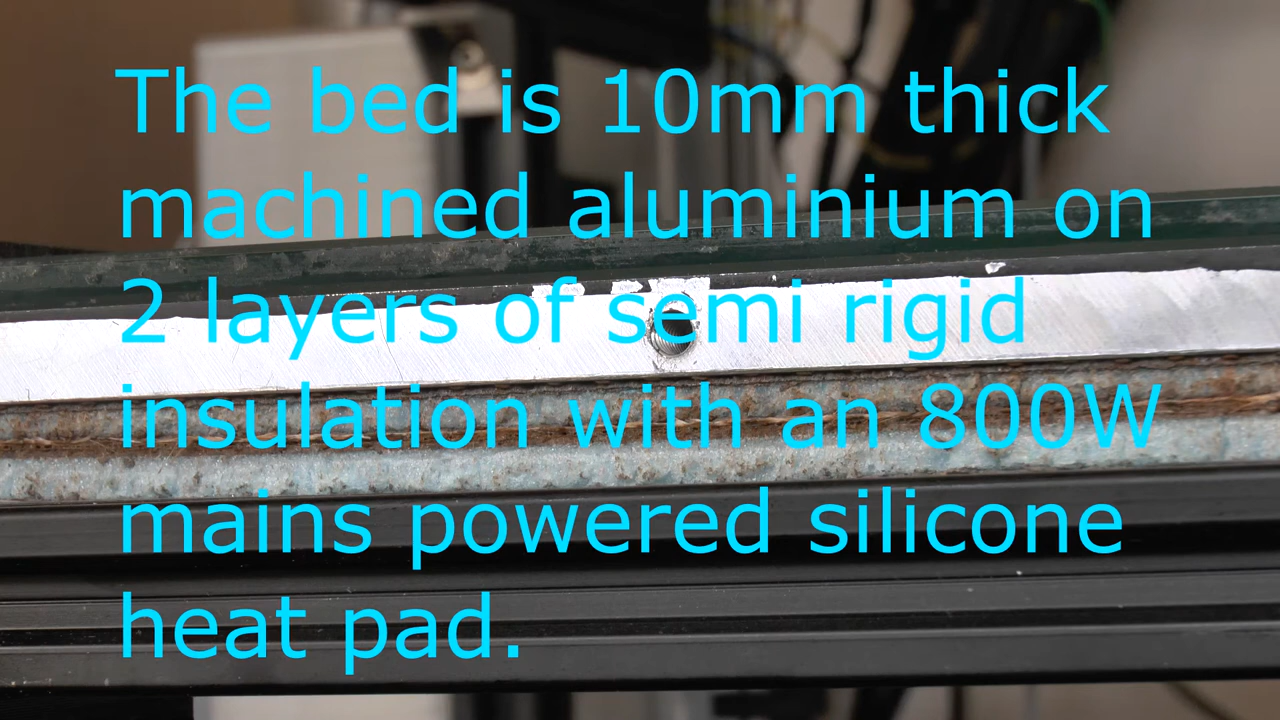 The bed is 10mm thick
machined aluminium on
2 layers of semi rigid
insulation with an 800W
mains powered silicone
heat pad.